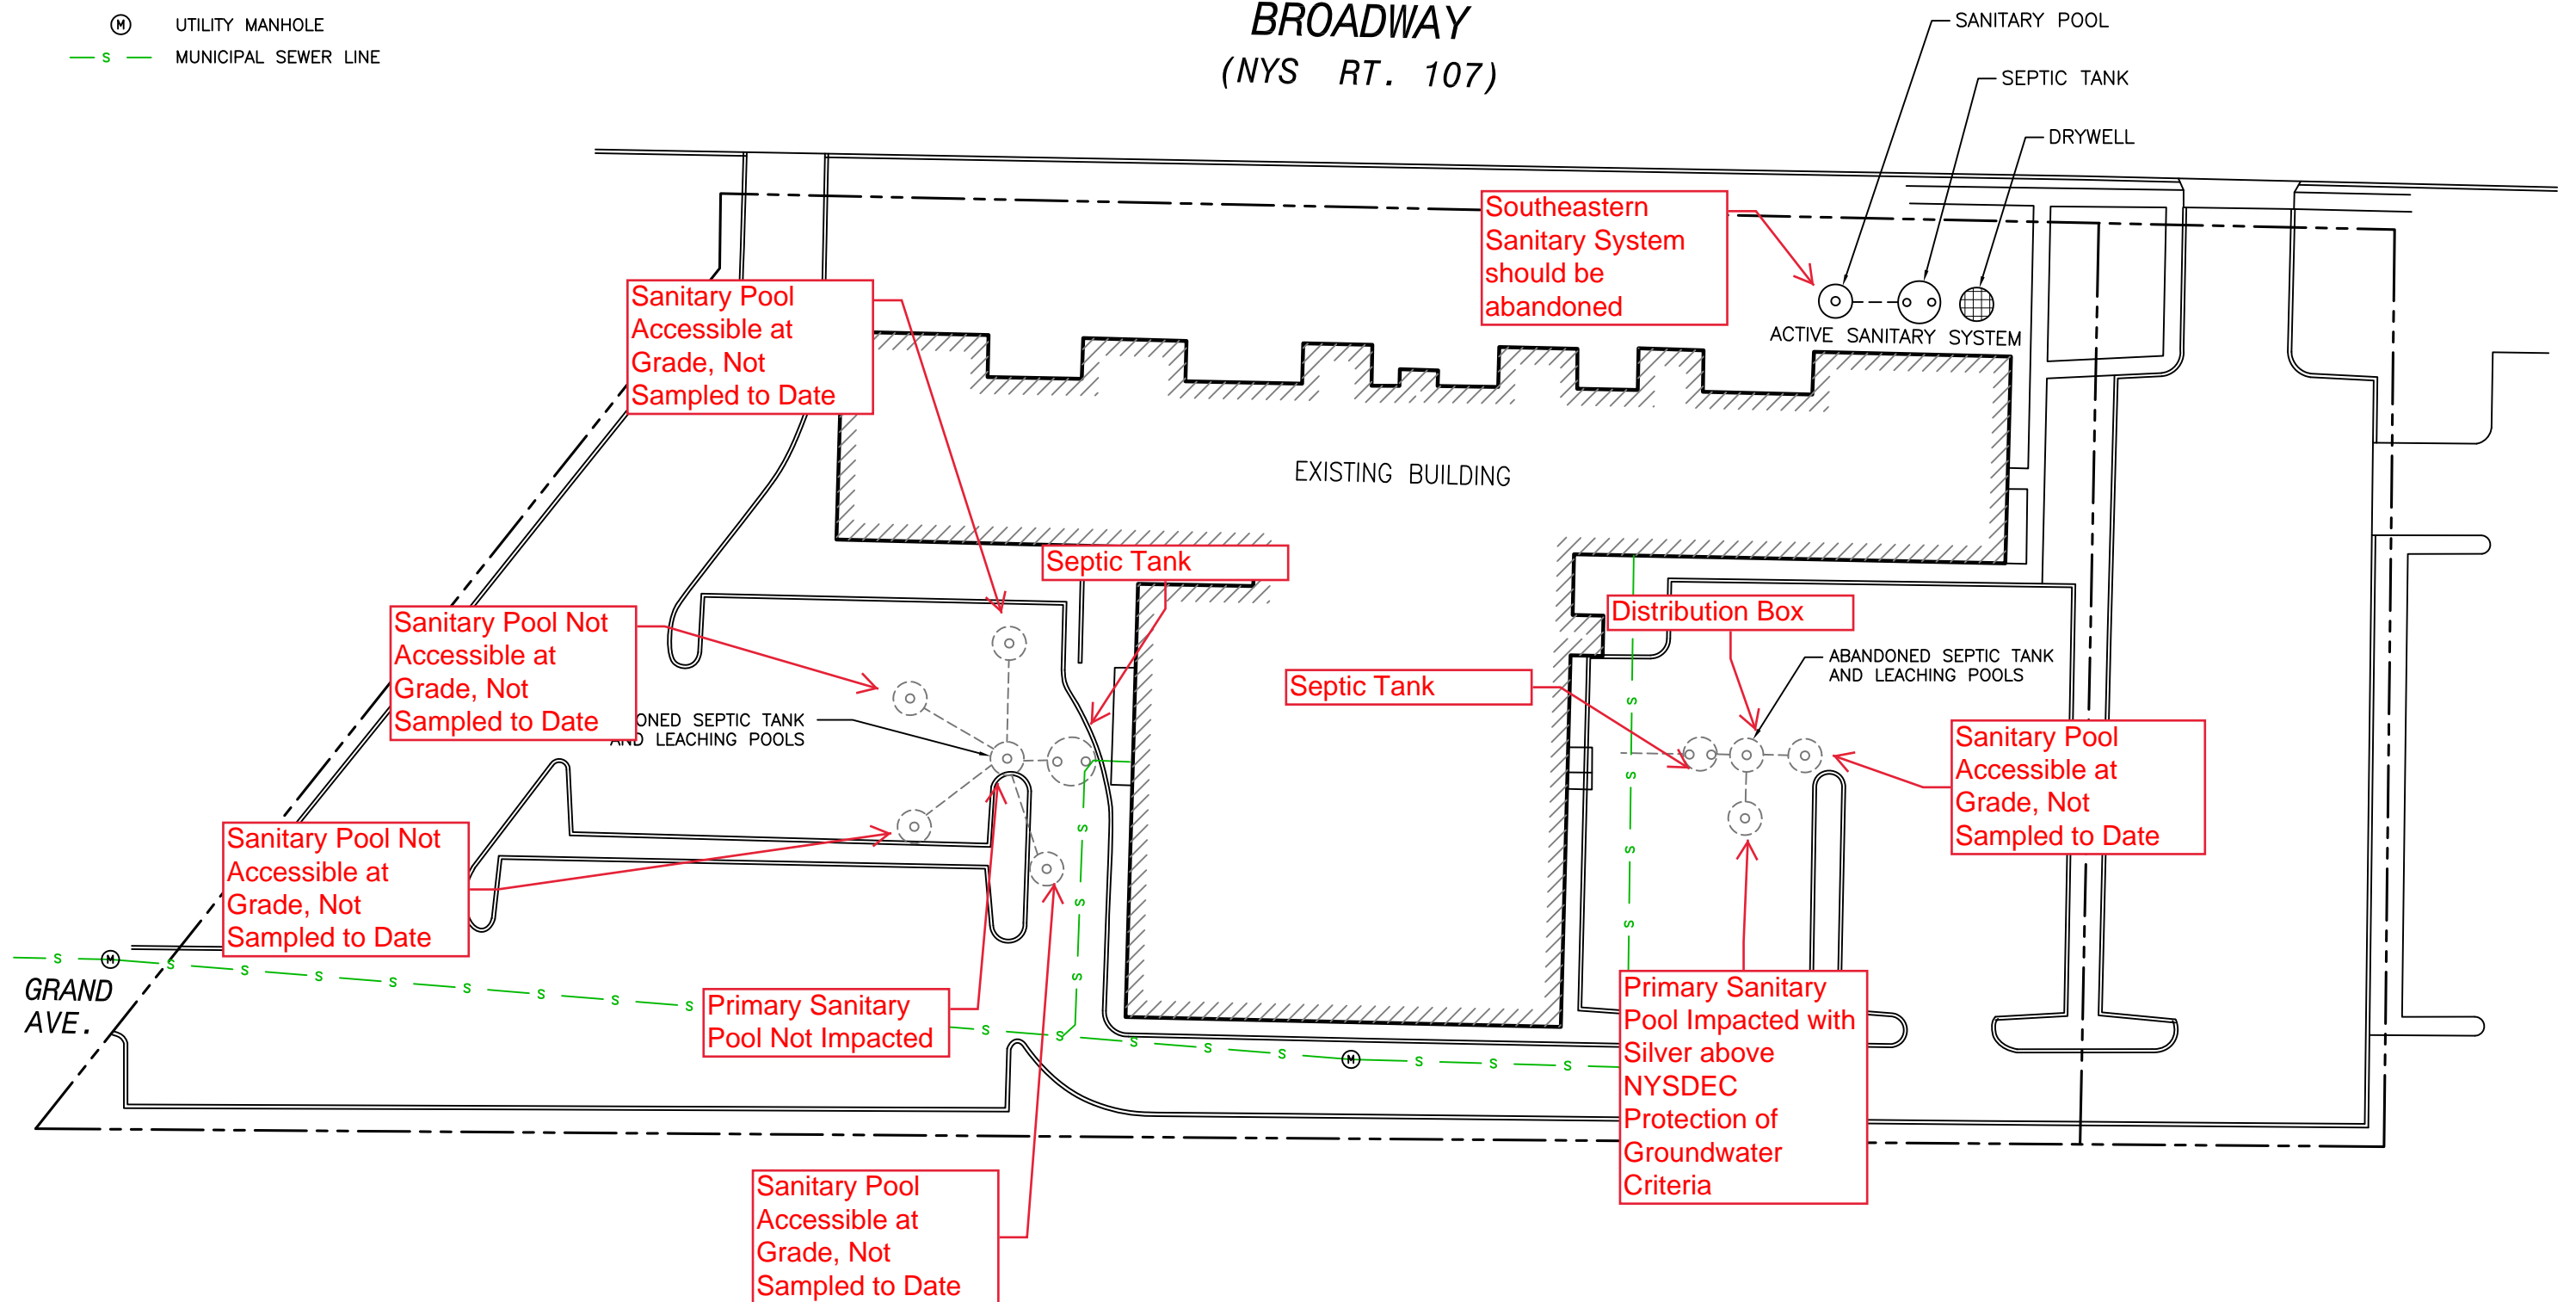 UTILITY MANHOLE
MUNICIPAL SEWER LINE
BROADWAY
(NYS RT. 107)
SANITARY POOL
SEPTIC TANK
DRYWELL
Southeastern
Sanitary System
should be
abandoned
ACTIVE SANITARY SYSTEM
Sanitary Pool
Accessible at
Grade, Not
Sampled to Date
EXISTING BUILDING
Septic Tank
Sanitary Pool Not
Accessible at
Grade, Not
Sampled to Date
ONED SEPTIC TANK
AND LEACHING POOLS
Distribution Box
Septic Tank
ABANDONED SEPTIC TANK
AND LEACHING POOLS
Sanitary Pool
Accessible at
Grade, Not
Sampled to Date
Sanitary Pool Not
Accessible at
Grade, Not
Sampled to Date
GRAND
AVE.
Primary Sanitary
Pool Not Impacted
Primary Sanitary
Pool Impacted with
Silver above
NYSDEC
Protection of
Groundwater
Criteria
Sanitary Pool
Accessible at
Grade, Not
Sampled to Date